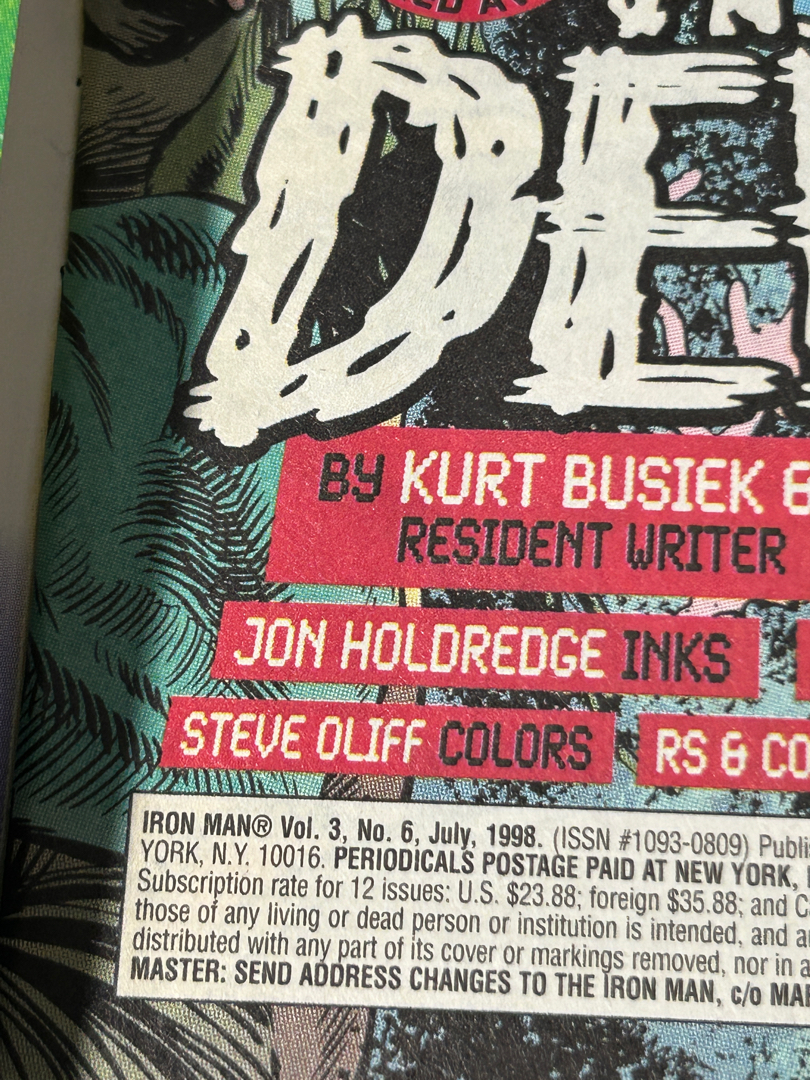 DE
BY KURT BUSIEK &
RESIDENT WRITER
JON HOLDREDGE INKS
STEVE OLIFF COLORS
RS & CO
IRON MAN® Vol. 3, No. 6, July, 1998. (ISSN #1093-0809) Publi
YORK, N.Y. 10016. PERIODICALS POSTAGE PAID AT NEW YORK,
Subscription rate for 12 issues: U.S. $23.88; foreign $35.88; and C
those of any living or dead person or institution is intended, and a
distributed with any part of its cover or markings removed, nor in a
MASTER: SEND ADDRESS CHANGES TO THE IRON MAN, c/o MA